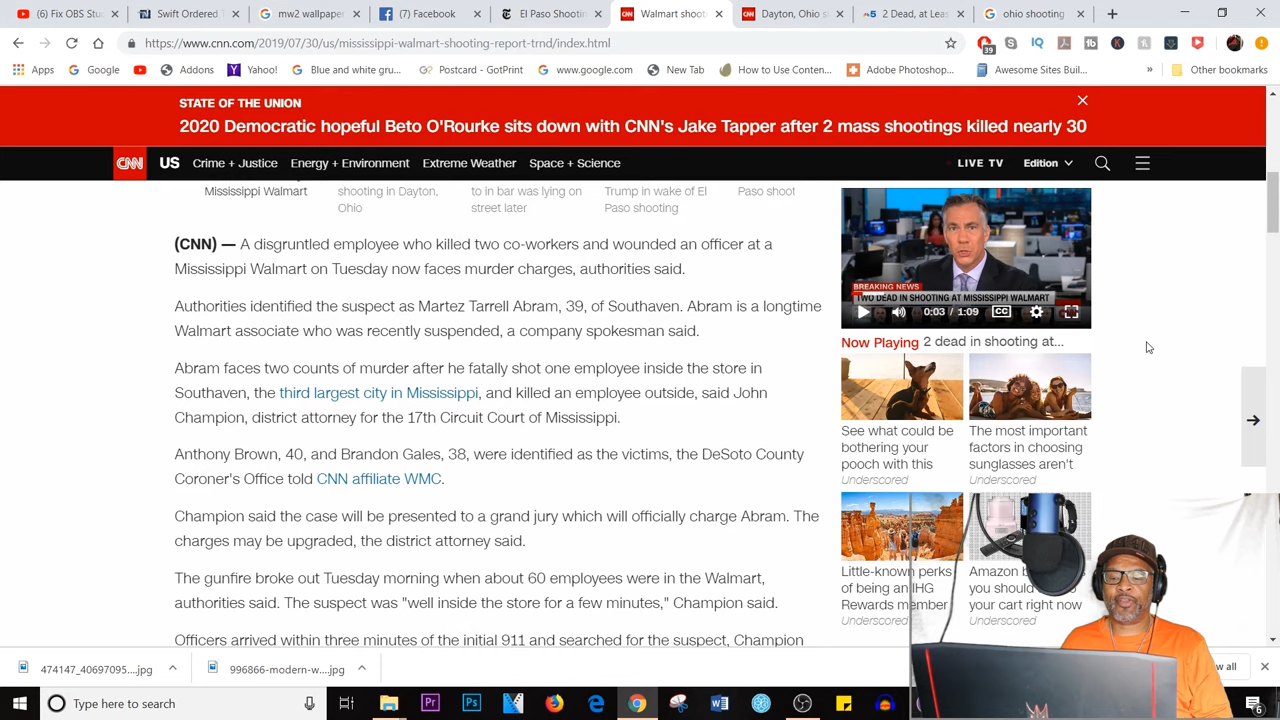 (6) Fix OBS Stu
Swift Ordered T
mw2 wallpaper
(7) Facebook
El Paso Shootin
Walmart shoot
Dayton, Ohio s
2 Dead, at Leas
ohio shooting
https://www.cnn.com/2019/07/30/us/mississippi-walmart-shooting-report-trnd/index.html
39
Apps
Google
Addons
Yahoo!
Blue and white gru...
Postcard - GotPrint
www.google.com
New Tab
How to Use Conten...
Adobe Photoshop...
Awesome Sites Buil...
Other bookmarks
STATE OF THE UNION
2020 Democratic hopeful Beto O'Rourke sits down with CNN's Jake Tapper after 2 mass shootings killed nearly 30
CNN US Crime + Justice Energy + Environment Extreme Weather Space + Science LIVE TV Edition
Mississippi Walmart
shooting in Dayton,
Ohio
to in bar was lying on
street later
Trump in wake of El
Paso shooting
Paso shoot
(CNN) — A disgruntled employee who killed two co-workers and wounded an officer at a
Mississippi Walmart on Tuesday now faces murder charges, authorities said.
Authorities identified the suspect as Martez Tarrell Abram, 39, of Southaven. Abram is a longtime
Walmart associate who was recently suspended, a company spokesman said.
Abram faces two counts of murder after he fatally shot one employee inside the store in
Southaven, the third largest city in Mississippi, and killed an employee outside, said John
Champion, district attorney for the 17th Circuit Court of Mississippi.
Anthony Brown, 40, and Brandon Gales, 38, were identified as the victims, the DeSoto County
Coroner's Office told CNN affiliate WMC.
Champion said the case will be presented to a grand jury which will officially charge Abram. The
charges may be upgraded, the district attorney said.
The gunfire broke out Tuesday morning when about 60 employees were in the Walmart,
authorities said. The suspect was "well inside the store for a few minutes," Champion said.
Officers arrived within three minutes of the initial 911 and searched for the suspect, Champion
BREAKING NEWS
TWO DEAD IN SHOOTING AT MISSISSIPPI WALMART
0:03 / 1:09 CC
Now Playing 2 dead in shooting at...
See what could be
bothering your
pooch with this
Underscored
The most important
factors in choosing
sunglasses aren't
Underscored
Little-known perks
of being an IHG
Rewards member
Underscored
Amazon b
you shou
your cart right now
Underscored
474147_40697095....jpg
996866-modern-w....jpg
w all
Type here to search
6